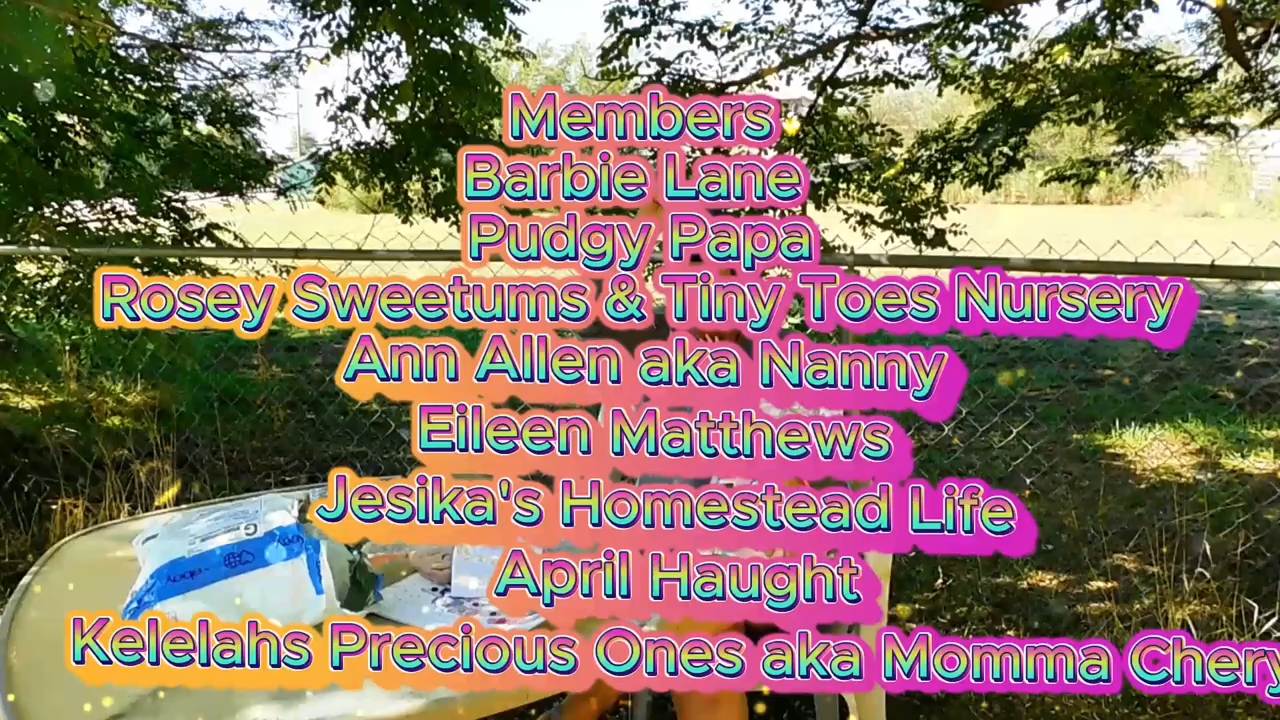 Members
Barbie Lane
Pudgy Papa
Rosey Sweetums & Tiny Toes Nursery
Ann Allen aka Nanny
Eileen Matthews
Jesika's Homestead Life
April Haught
Kelelahs Precious Ones aka Momma Chery